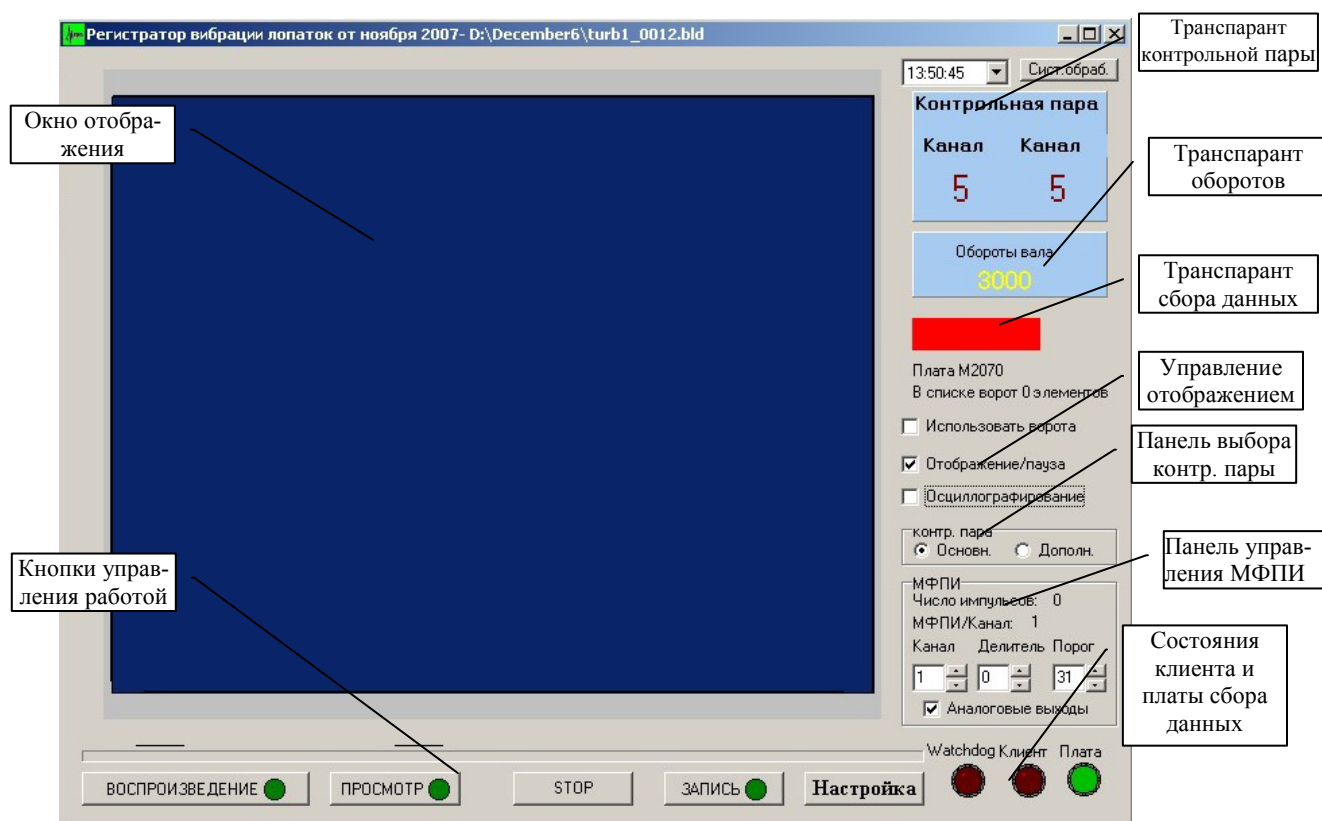 Регистратор вибрации лопаток от ноября 2007- D:\December6\turb1_0012.bld
Транспарант
контрольной пары
13:50:45
Сист.обраб.
Контрольная пара
Канал Канал
5 5
Окно отобра-
жения
Транспарант
оборотов
Обороты вала
3000
Транспарант
сбора данных
Плата M2070
В списке ворот 0 элементов
Управление
отображением
Использовать ворота
Отображение/пауза
Панель выбора
контр. пары
Осциллографирование
контр. пара
Основн. Дополн.
Панель управ-
ления МФПИ
МФПИ
Число импульсов: 0
МФПИ/Канал: 1
Канал Делитель Порог
1 0 31
Аналоговые выходы
Кнопки управ-
ления работой
Состояния
клиента и
платы сбора
данных
Watchdog Клиент Плата
ВОСПРОИЗВЕДЕНИЕ ПРОСМОТР STOP ЗАПИСЬ Настройка